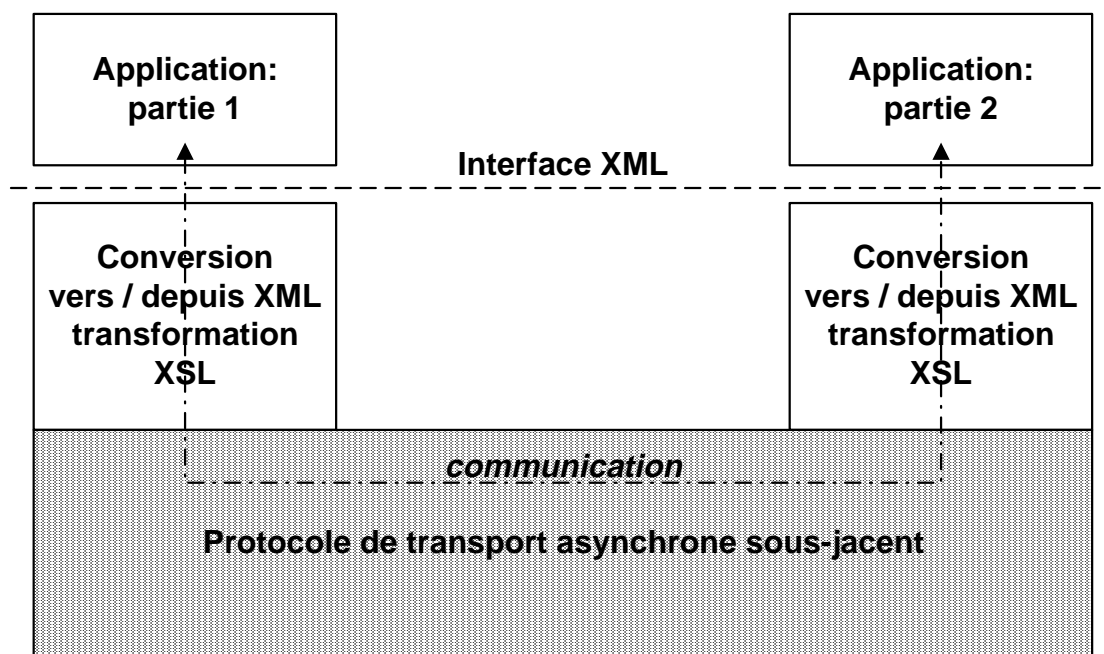 Application:
partie 1
Application:
partie 2
Interface XML
Conversion
vers / depuis XML
transformation
XSL
Conversion
vers / depuis XML
transformation
XSL
communication
Protocole de transport asynchrone sous-jacent